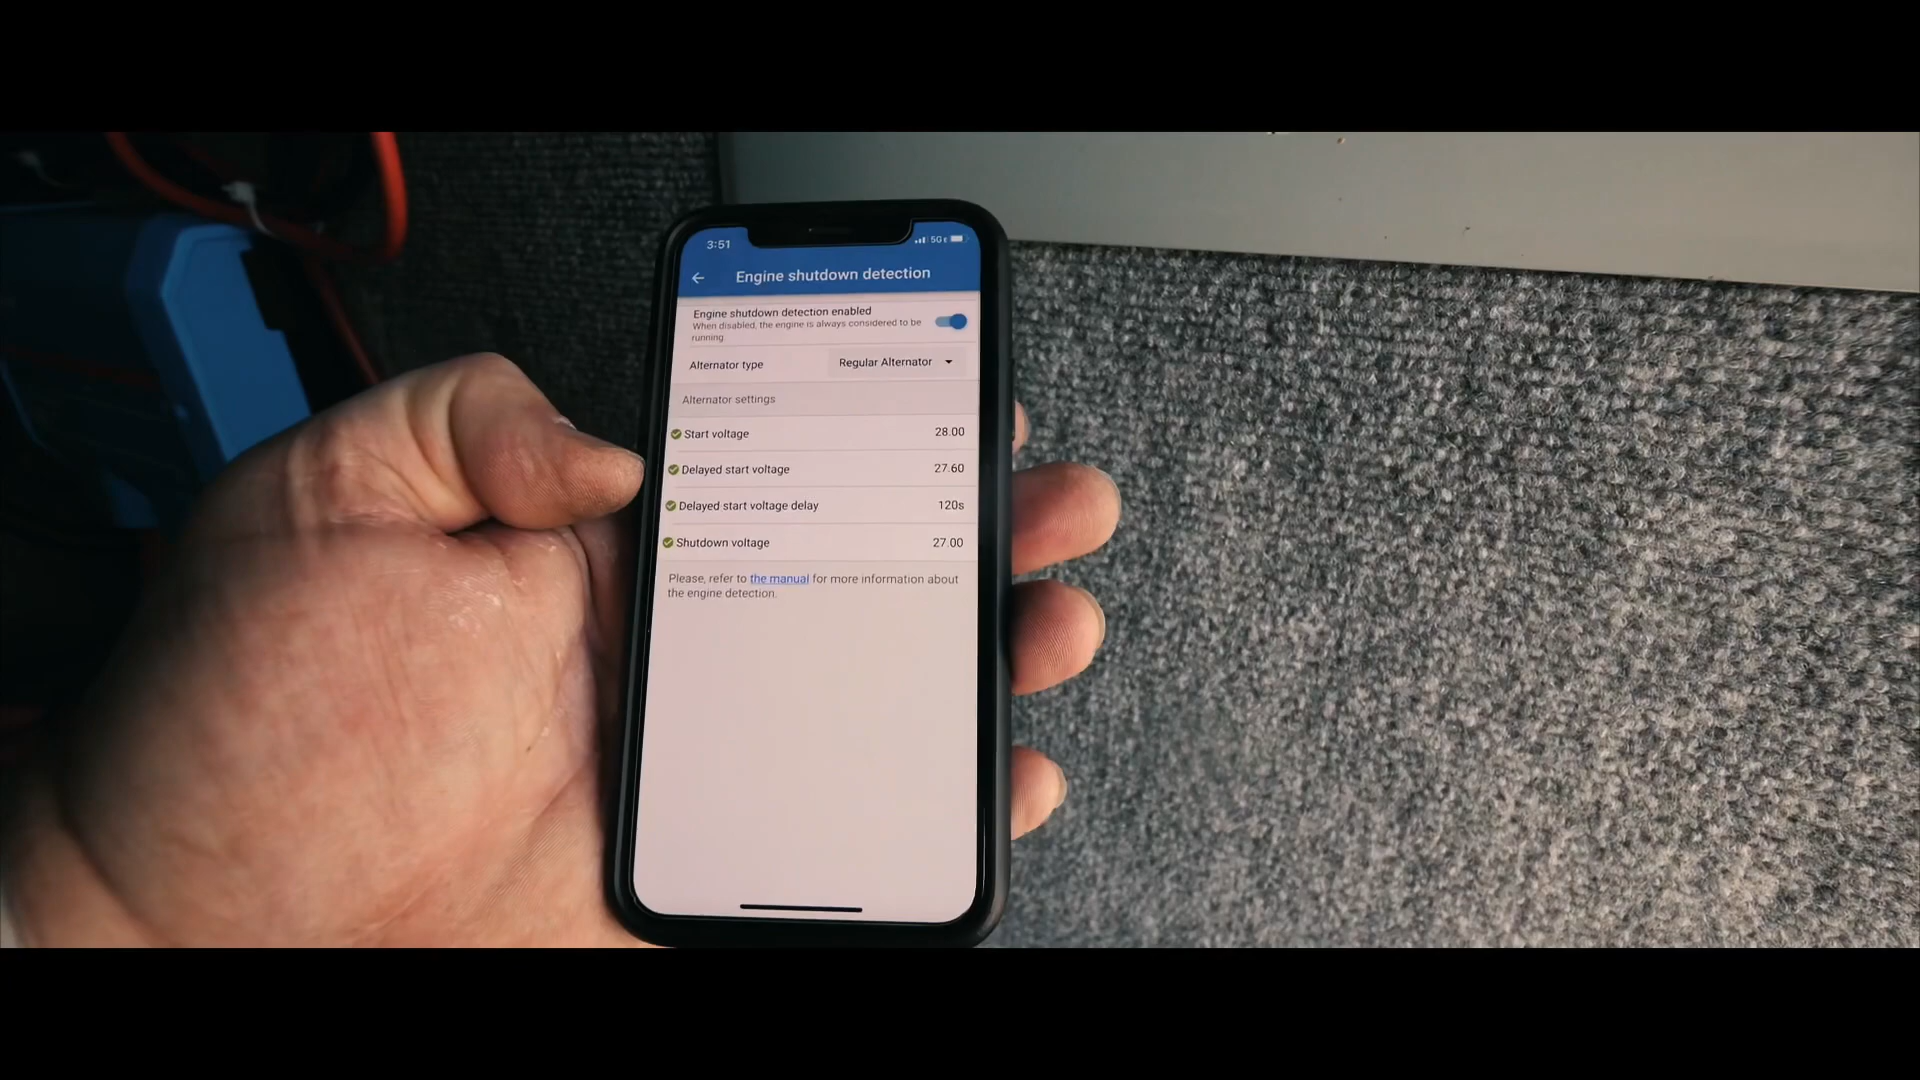 3:51
5G E
Engine shutdown detection
Engine shutdown detection enabled
When disabled, the engine is always considered to be
running
Alternator type Regular Alternator
Alternator settings
Start voltage 28.00
Delayed start voltage 27.60
Delayed start voltage delay 120s
Shutdown voltage 27.00
Please, refer to the manual for more information about
the engine detection.